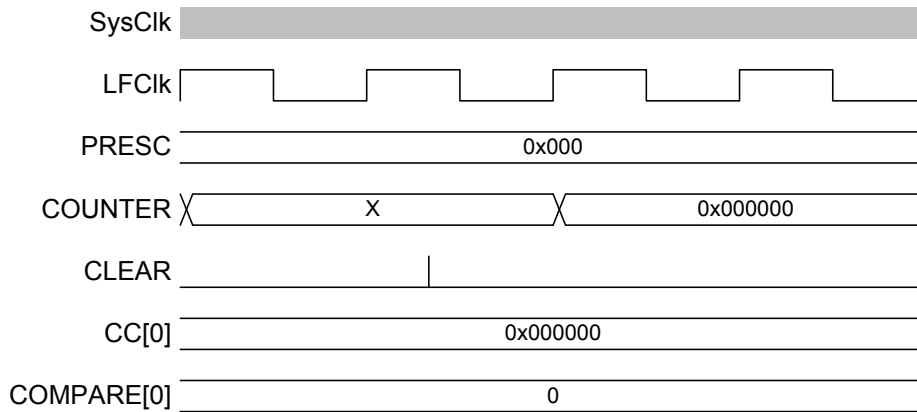 SysClk
LFClk
PRESC 0x000
COUNTER X 0x000000
CLEAR
CC[0] 0x000000
COMPARE[0] 0